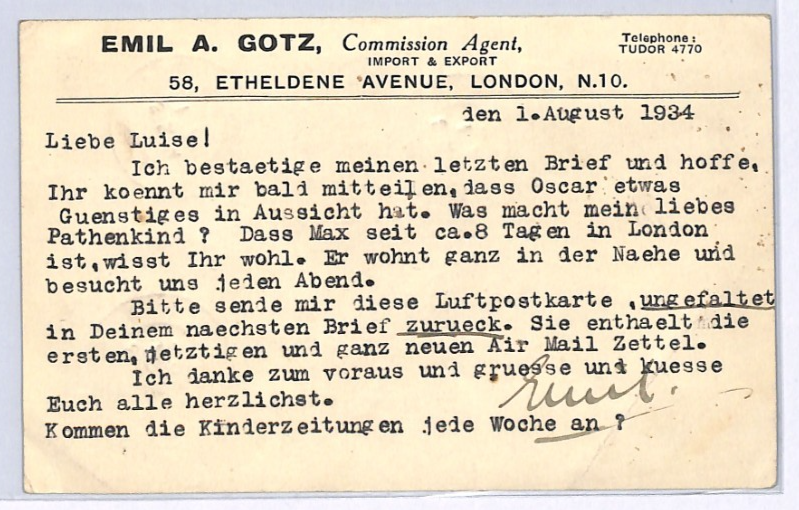 EMIL A. GOTZ, Commission Agent,
IMPORT & EXPORT
Telephone:
TUDOR 4770
58, ETHELDENE AVENUE, LONDON, N.10.
den 1.August 1934
Liebe Luise!
Ich bestaetige meinen letzten Brief und hoffe,
Ihr koennt mir bald mitteilen,dass Oscar etwas
Guenstiges in Aussicht hat. Was macht mein liebes
Pathenkind ? Dass Max seit ca.8 Tagen in London
ist,wisst Ihr wohl. Er wohnt ganz in der Naehe und
besucht uns jeden Abend.
Bitte sende mir diese Luftpostkarte ,ungefaltet
in Deinem naechsten Brief zurueck. Sie enthaelt die
ersten,jetztigen und ganz neuen Air Mail Zettel.
Ich danke zum voraus und gruesse und kuesse
Euch alle herzlichst.
Emil.
Kommen die Kinderzeitungen jede Woche an ?